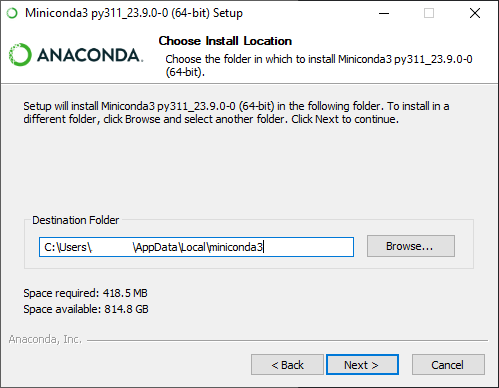 Miniconda3 py311_23.9.0-0 (64-bit) Setup
ANACONDA.
Choose Install Location
Choose the folder in which to install Miniconda3 py311_23.9.0-0
(64-bit).
Setup will install Miniconda3 py311_23.9.0-0 (64-bit) in the following folder. To install in a
different folder, click Browse and select another folder. Click Next to continue.
Destination Folder
C:\Users\ \AppData\Local\miniconda3
Browse...
Space required: 418.5 MB
Space available: 814.8 GB
Anaconda, Inc.
< Back
Next >
Cancel